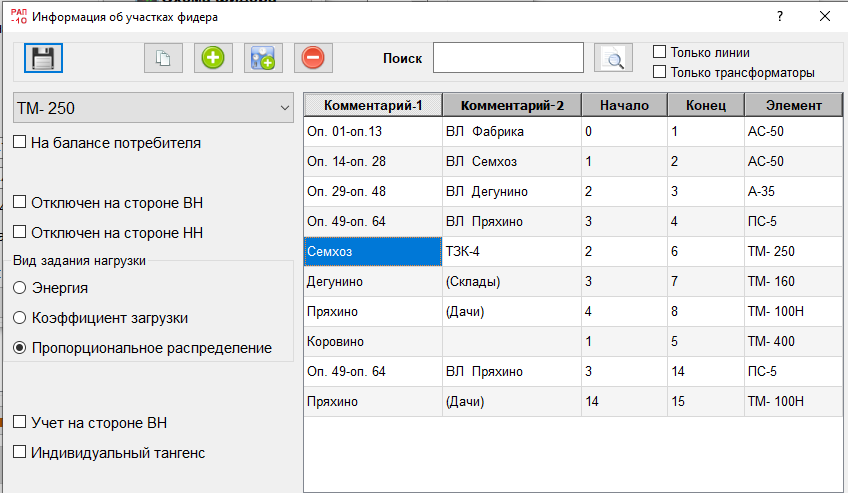 РАП
-10
Информация об участках фидера
? 
Поиск
Только линии
Только трансформаторы
ТМ- 250
На балансе потребителя
Отключен на стороне ВН
Отключен на стороне НН
Вид задания нагрузки
Энергия
Коэффициент загрузки
Пропорциональное распределение
Учет на стороне ВН
Индивидуальный тангенс
Комментарий-1 Комментарий-2 Начало Конец Элемент
Оп. 01-оп.13 ВЛ Фабрика 0 1 АС-50
Оп. 14-оп. 28 ВЛ Семхоз 1 2 АС-50
Оп. 29-оп. 48 ВЛ Дегунино 2 3 А-35
Оп. 49-оп. 64 ВЛ Пряхино 3 4 ПС-5
Семхоз ТЗК-4 2 6 ТМ- 250
Дегунино (Склады) 3 7 ТМ- 160
Пряхино (Дачи) 4 8 ТМ- 100Н
Коровино 1 5 ТМ- 400
Оп. 49-оп. 64 ВЛ Пряхино 3 14 ПС-5
Пряхино (Дачи) 14 15 ТМ- 100Н